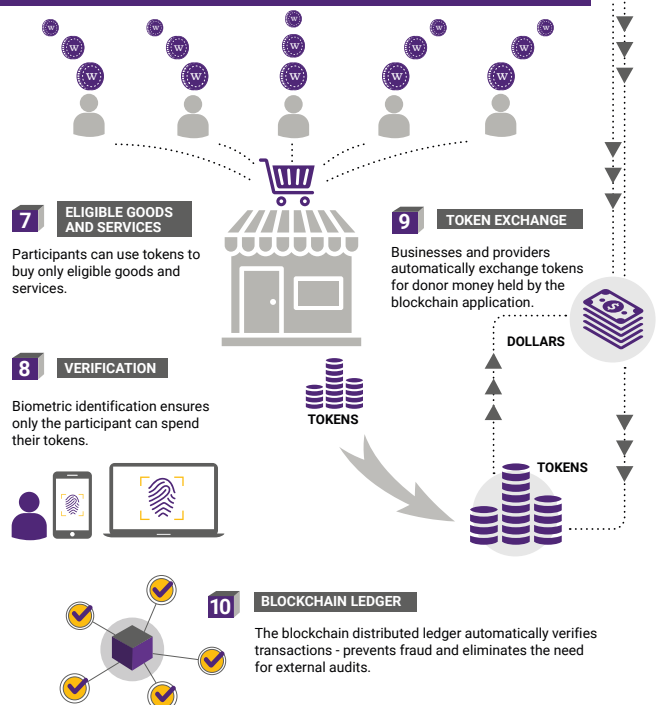 W W W W W
W W W W W
W W W W W
7
ELIGIBLE GOODS
AND SERVICES
Participants can use tokens to
buy only eligible goods and
services.
9
TOKEN EXCHANGE
Businesses and providers
automatically exchange tokens
for donor money held by the
blockchain application.
$
DOLLARS
8
VERIFICATION
Biometric identification ensures
only the participant can spend
their tokens.
TOKENS
TOKENS
10
BLOCKCHAIN LEDGER
The blockchain distributed ledger automatically verifies
transactions - prevents fraud and eliminates the need
for external audits.